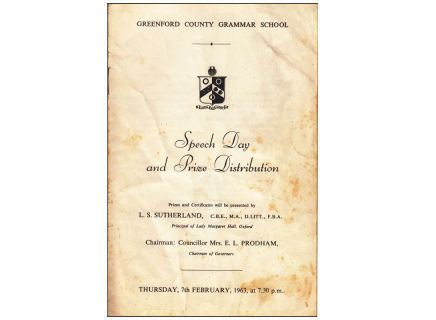 GREENFORD COUNTY GRAMMAR SCHOOL
Speech Day
and Prize Distribution
Prizes and Certificates will be presented by
L. S. SUTHERLAND, C.B.E., M.A., D.LITT., F.B.A.
Principal of Lady Margaret Hall, Oxford
Chairman: Councillor Mrs. E. L. PRODHAM,
Chairman of Governors
THURSDAY, 7th FEBRUARY, 1963, at 7.30 p.m.